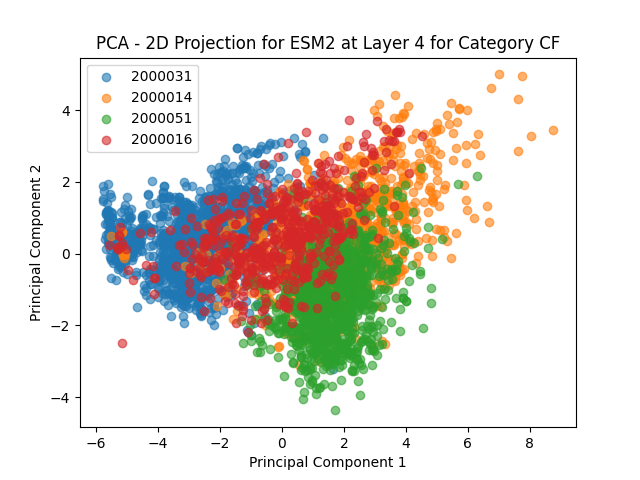 PCA - 2D Projection for ESM2 at Layer 4 for Category CF
2000031
2000014
2000051
2000016
Principal Component 2
4
2
0
−2
−4
−6 −4 −2 0 2 4 6 8
Principal Component 1